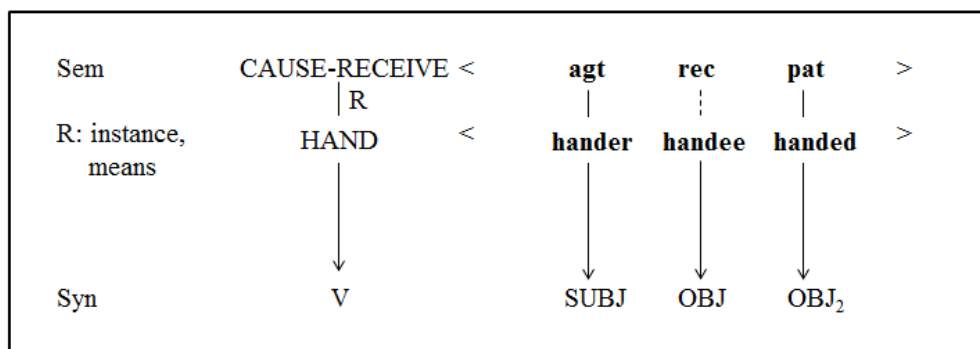 Sem CAUSE-RECEIVE < agt rec pat >
R
R: instance, HAND < hander handee handed >
means
Syn V SUBJ OBJ OBJ₂